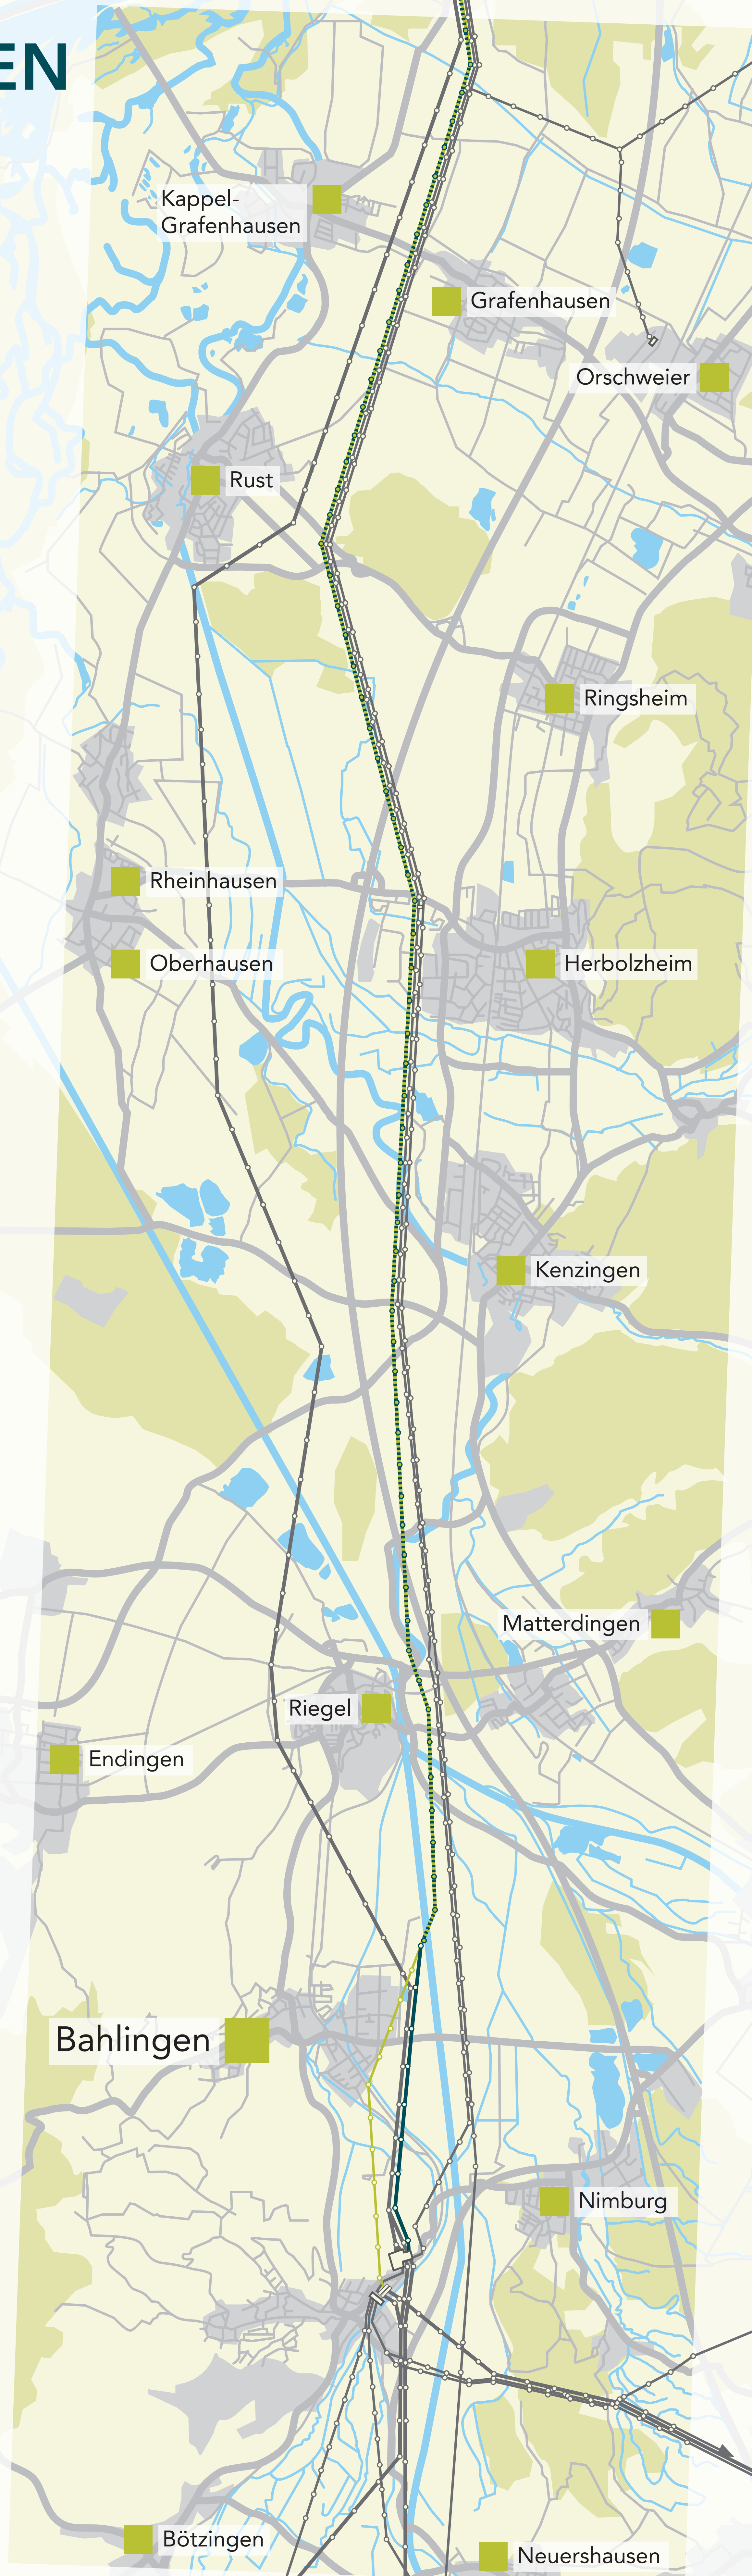 EN
Kappel-
Grafenhausen
Grafenhausen
Orschweier
Rust
Ringsheim
Rheinhausen
Oberhausen
Herbolzheim
Kenzingen
Matterdingen
Riegel
Endingen
Bahlingen
Nimburg
Bötzingen
Neuershausen